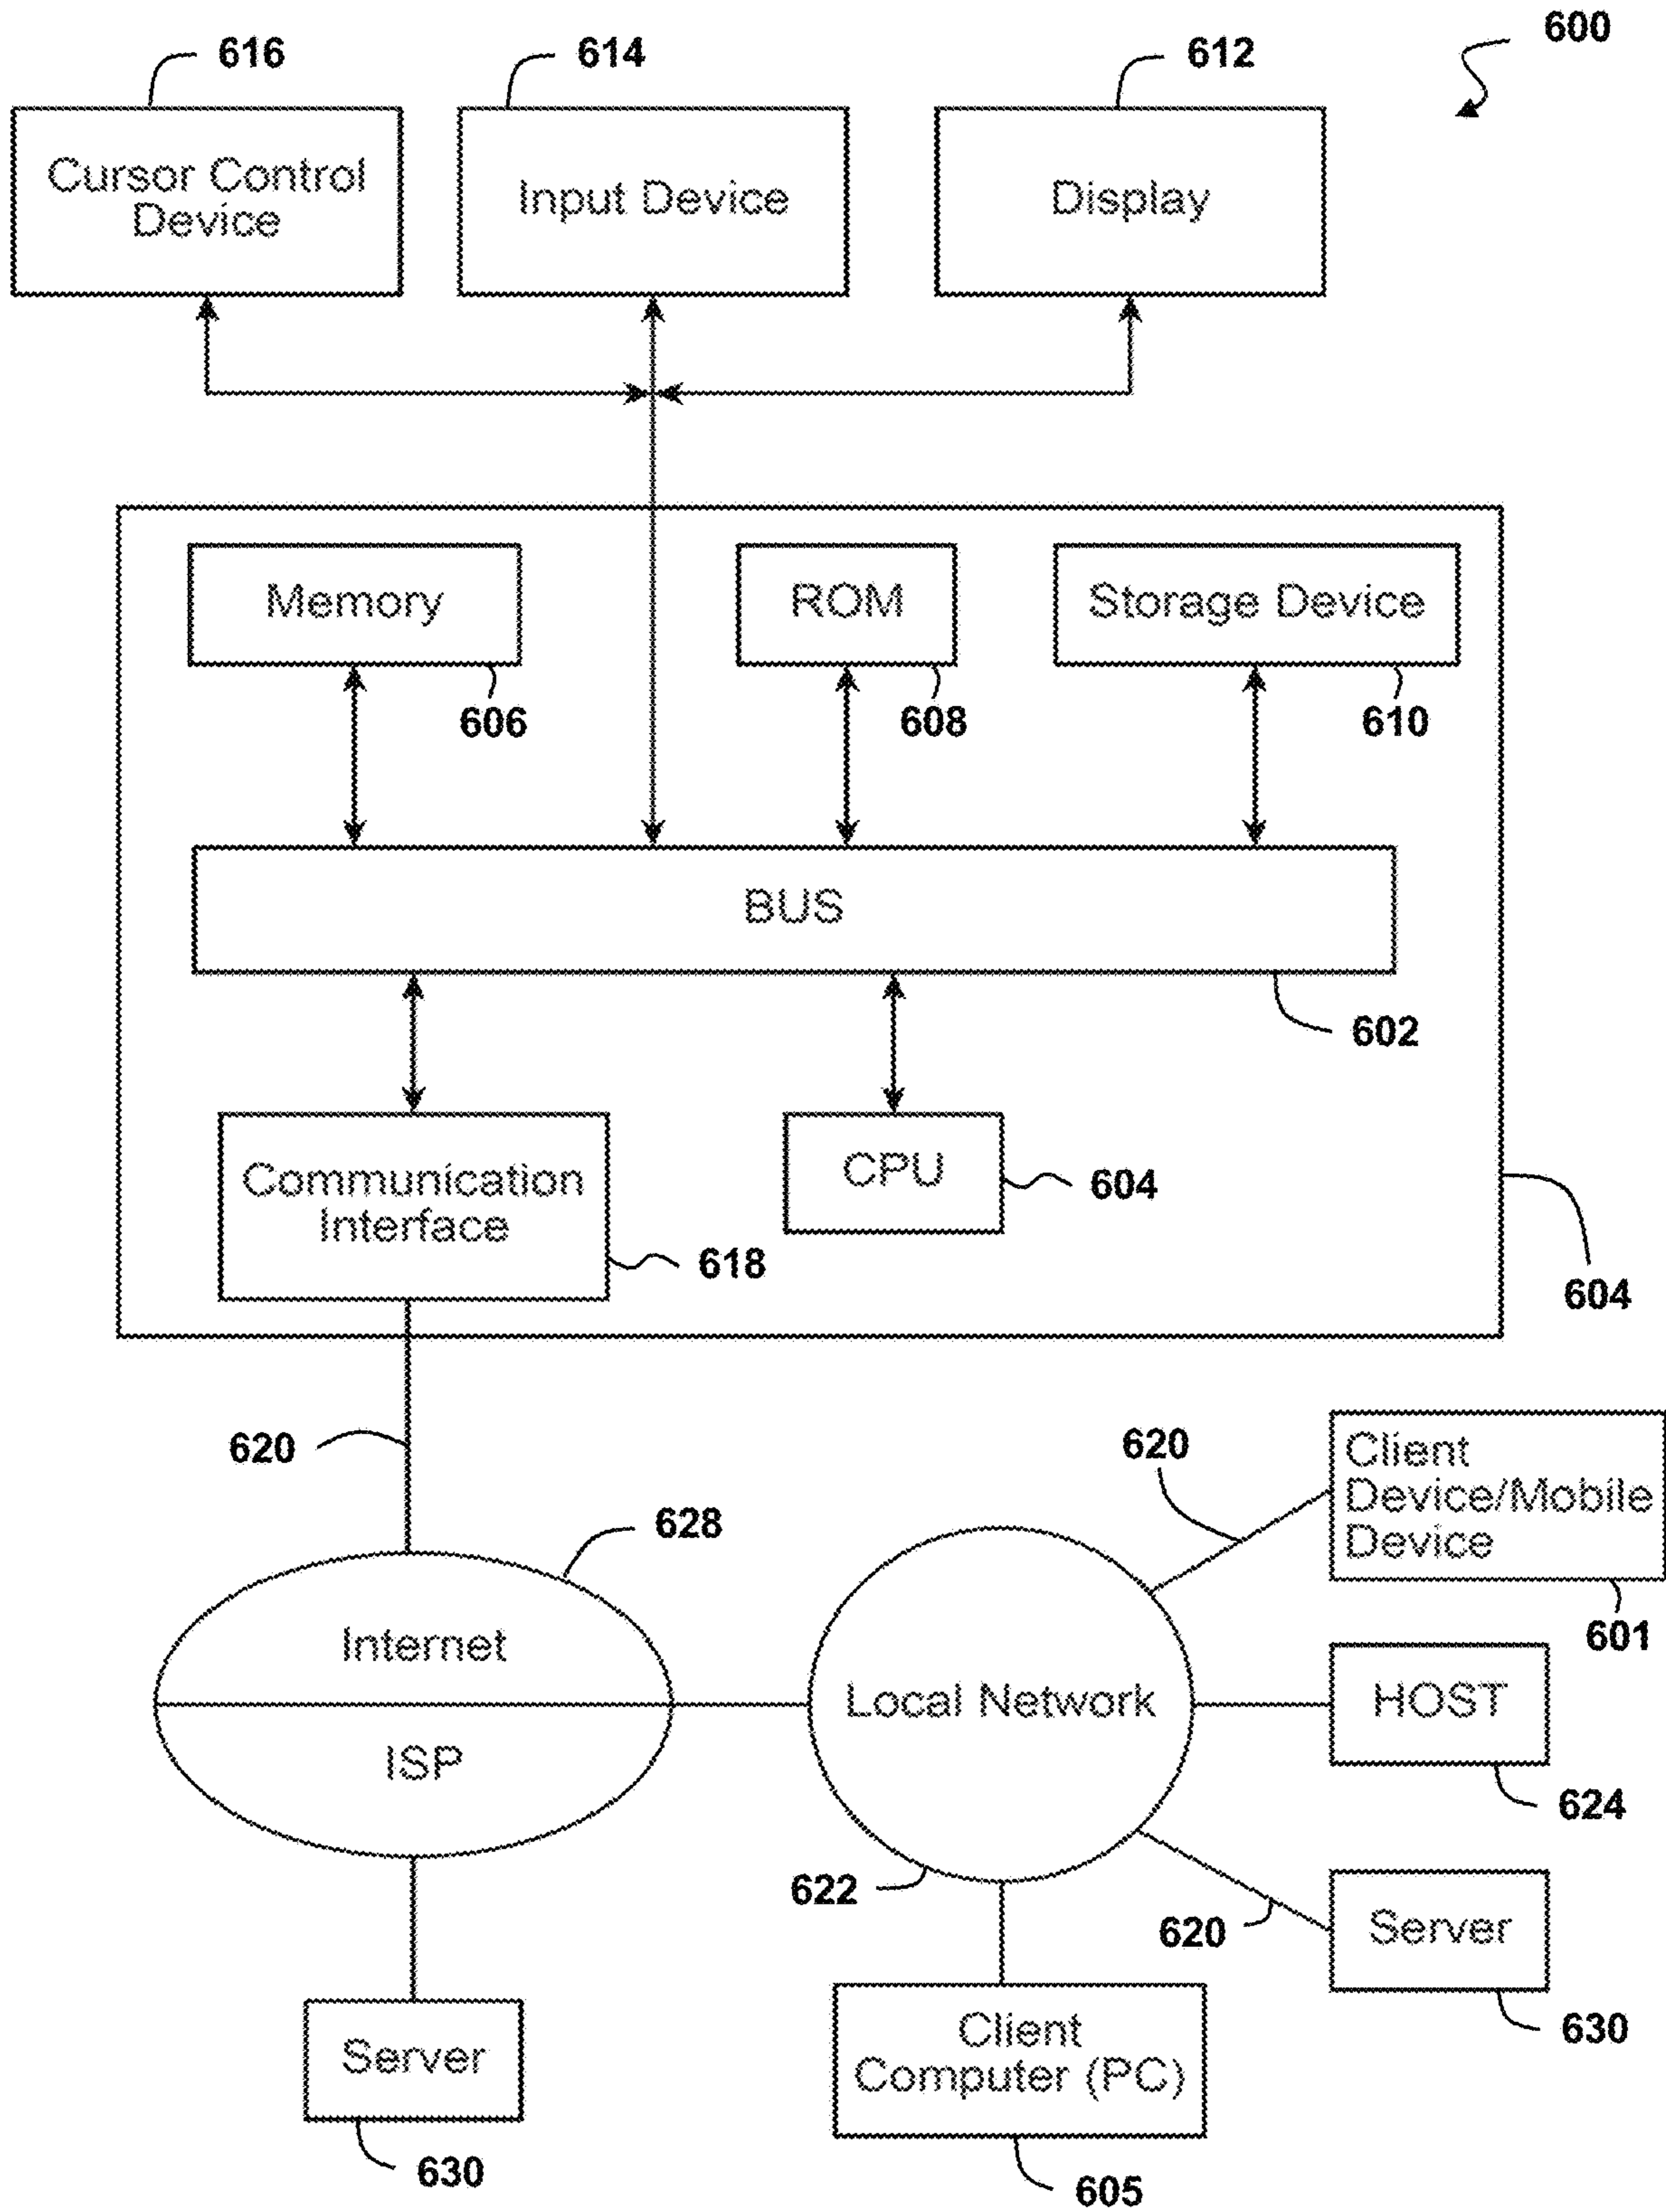 600
616
614
612
Cursor Control
Device
Input Device
Display
Memory
ROM
Storage Device
606
608
610
BUS
602
Communication
Interface
CPU
604
618
604
620
620
Client
Device/Mobile
Device
628
601
Internet
ISP
Local Network
HOST
624
622
620
Server
630
Server
630
Client
Computer (PC)
605